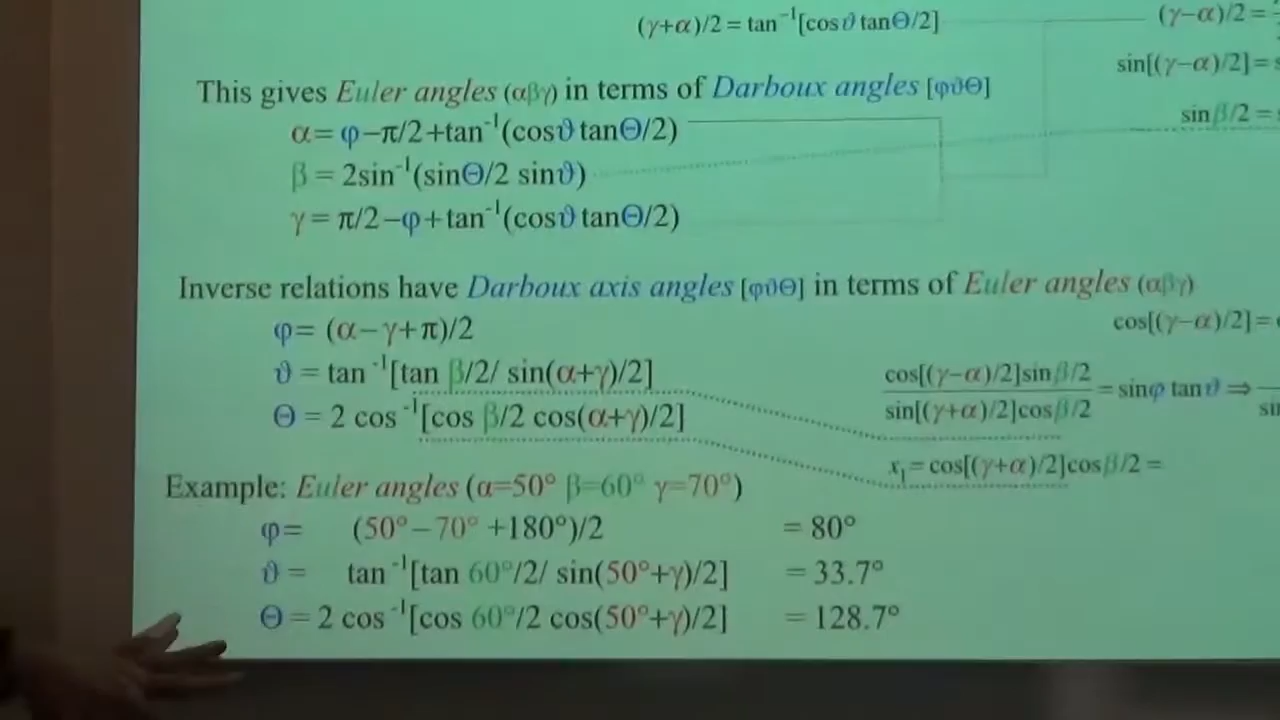 (γ+α)/2 = tan⁻¹[cosϑ tanΘ/2]
(γ−α)/2 =
sin[(γ−α)/2] =
This gives Euler angles (αβγ) in terms of Darboux angles [φϑΘ]
sin β/2 =
α= φ−π/2+tan⁻¹(cosϑ tanΘ/2)
β = 2sin⁻¹(sinΘ/2 sinϑ)
γ = π/2−φ+tan⁻¹(cosϑ tanΘ/2)
Inverse relations have Darboux axis angles [φϑΘ] in terms of Euler angles (αβγ)
φ= (α−γ+π)/2
cos[(γ−α)/2] =
ϑ = tan⁻¹[tan β/2/ sin(α+γ)/2]
cos[(γ−α)/2]sin β/2
sin[(γ+α)/2]cosβ/2
= sinφ tanϑ ⇒
Θ = 2 cos⁻¹[cos β/2 cos(α+γ)/2]
x₁= cos[(γ+α)/2]cosβ/2 =
Example: Euler angles (α=50° β=60° γ=70°)
φ= (50°−70° +180°)/2 = 80°
ϑ = tan⁻¹[tan 60°/2/ sin(50°+γ)/2] = 33.7°
Θ = 2 cos⁻¹[cos 60°/2 cos(50°+γ)/2] = 128.7°